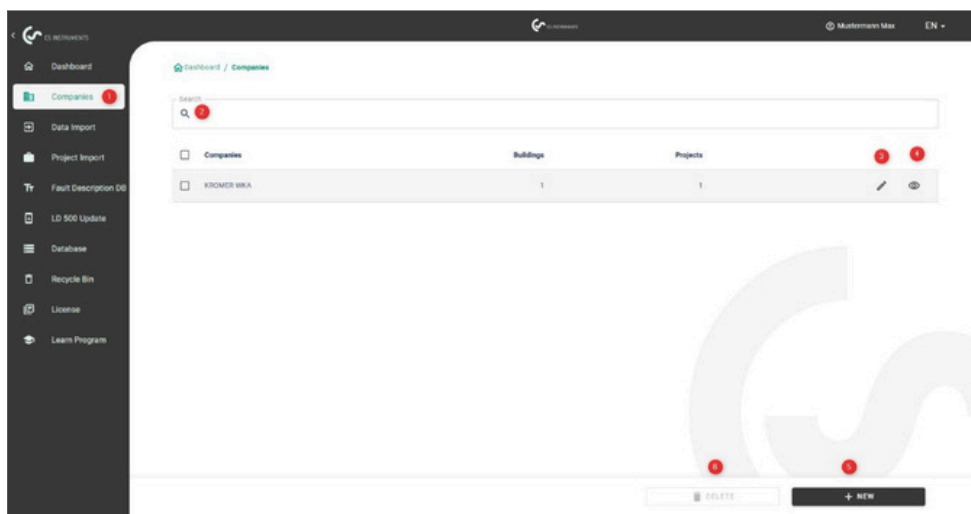 CS INSTRUMENTS
CS INSTRUMENTS
Mustermann Max
EN
Dashboard
Companies 1
Data Import
Project Import
Fault Description DB
LD 500 Update
Database
Recycle Bin
License
Learn Program
Dashboard / Companies
Search
2
Companies Buildings Projects 3 4
KROMER WKA 1 1
6 5
DELETE + NEW